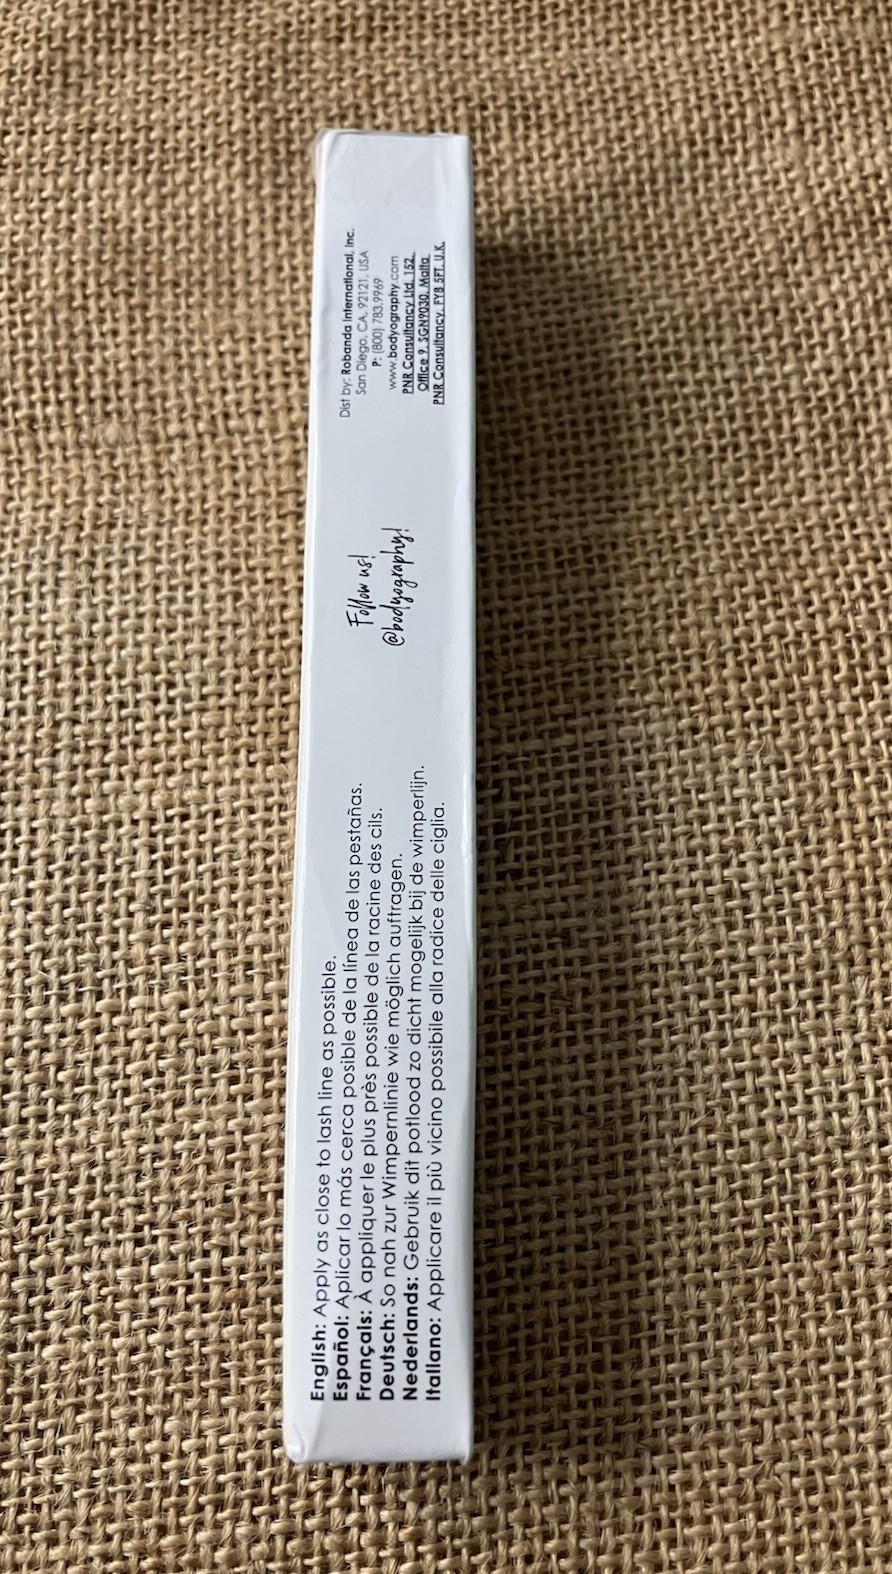 English: Apply as close to lash line as possible.
Español: Aplicar lo más cerca posible de la línea de las pestañas.
Français: À appliquer le plus près possible de la racine des cils.
Deutsch: So nah zur Wimpernlinie wie möglich auftragen.
Nederlands: Gebruik dit potlood zo dicht mogelijk bij de wimperlijn.
Italiano: Applicare il più vicino possibile alla radice delle ciglia.
Follow us!
@bodyography!
Dist by: Robanda International, Inc.
San Diego, CA, 92121, USA
P: (800) 783.9969
www.bodyography.com
PNR Consultancy Ltd, 152,
Office 9, SGN9030, Malta
PNR Consultancy, FY8 5FT, U.K.